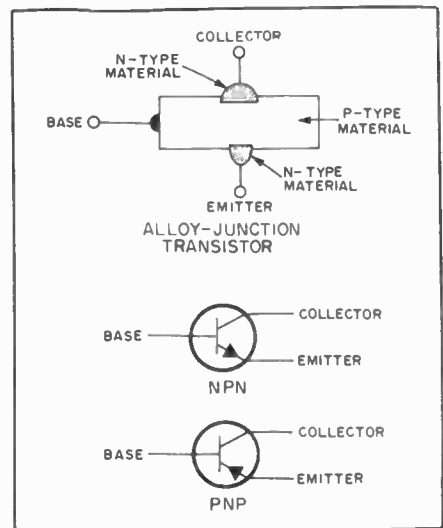 COLLECTOR
N-TYPE
MATERIAL
BASE
P-TYPE
MATERIAL
N-TYPE
MATERIAL
EMITTER
ALLOY-JUNCTION
TRANSISTOR
COLLECTOR
BASE
EMITTER
NPN
COLLECTOR
BASE
EMITTER
PNP